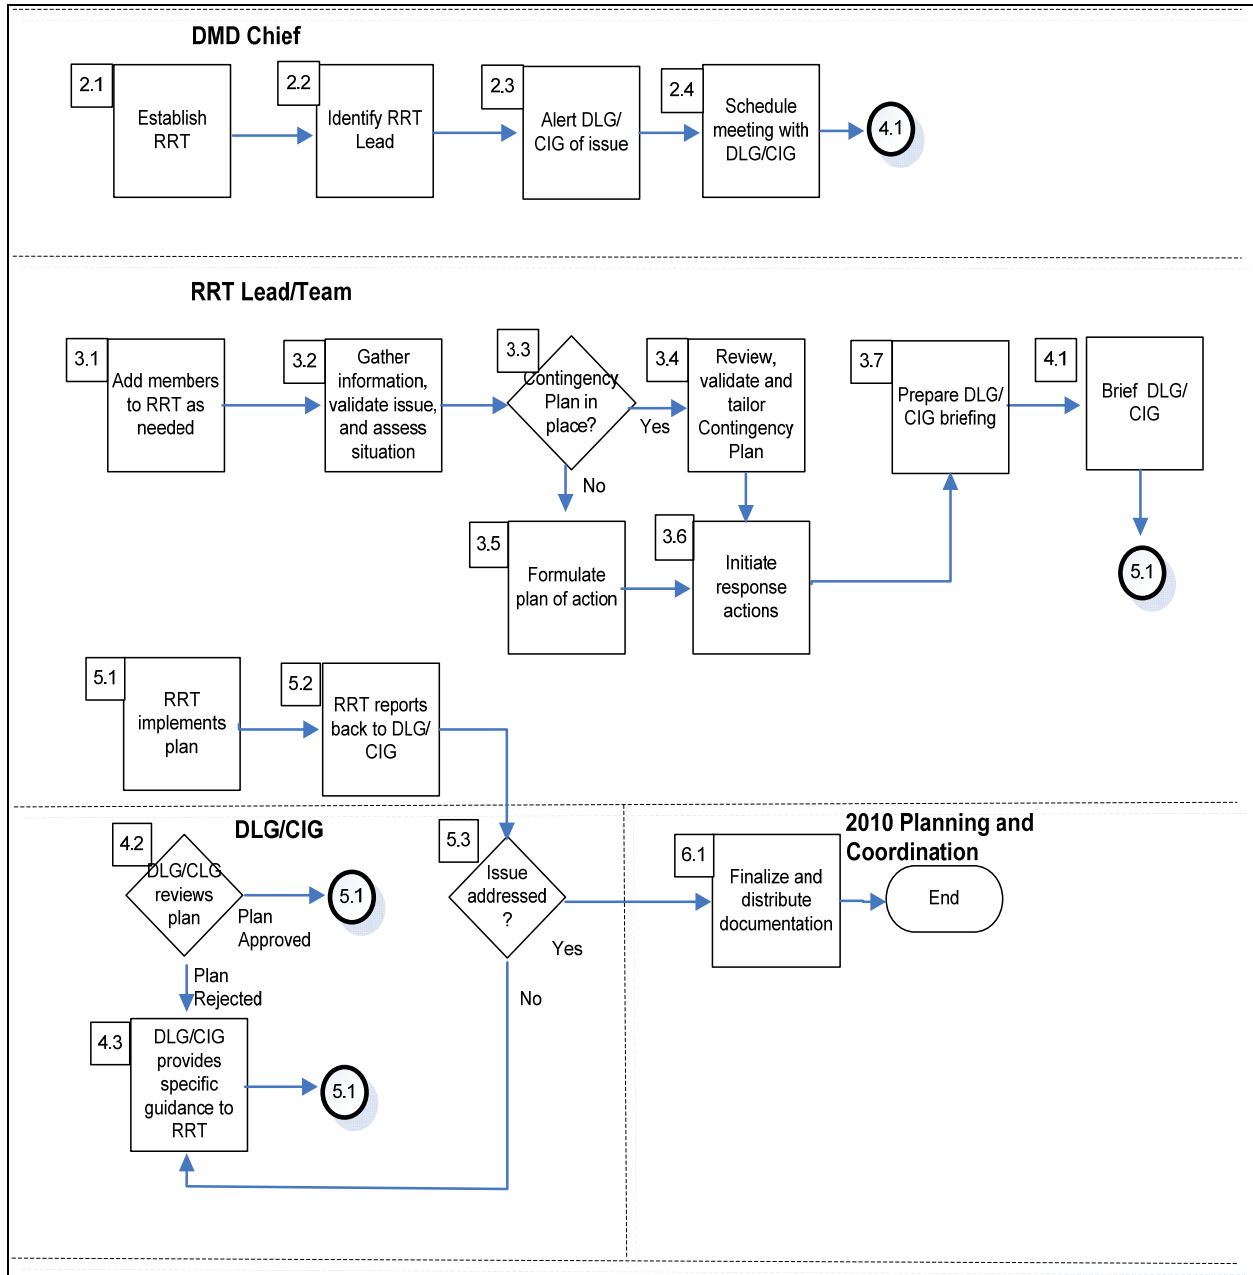 DMD Chief
2.1
Establish
RRT
2.2
Identify RRT
Lead
2.3
Alert DLG/
CIG of issue
2.4
Schedule
meeting with
DLG/CIG
4.1
RRT Lead/Team
3.1
Add members
to RRT as
needed
3.2
Gather
information,
validate issue,
and assess
situation
3.3
Contingency
Plan in
place?
Yes
No
3.4
Review,
validate and
tailor
Contingency
Plan
3.5
Formulate
plan of action
3.6
Initiate
response
actions
3.7
Prepare DLG/
CIG briefing
4.1
Brief DLG/
CIG
5.1
5.1
RRT
implements
plan
5.2
RRT reports
back to DLG/
CIG
DLG/CIG
4.2
DLG/CLG
reviews
plan
Plan
Approved
5.1
Plan
Rejected
4.3
DLG/CIG
provides
specific
guidance to
RRT
5.1
5.3
Issue
addressed
?
Yes
No
2010 Planning and
Coordination
6.1
Finalize and
distribute
documentation
End